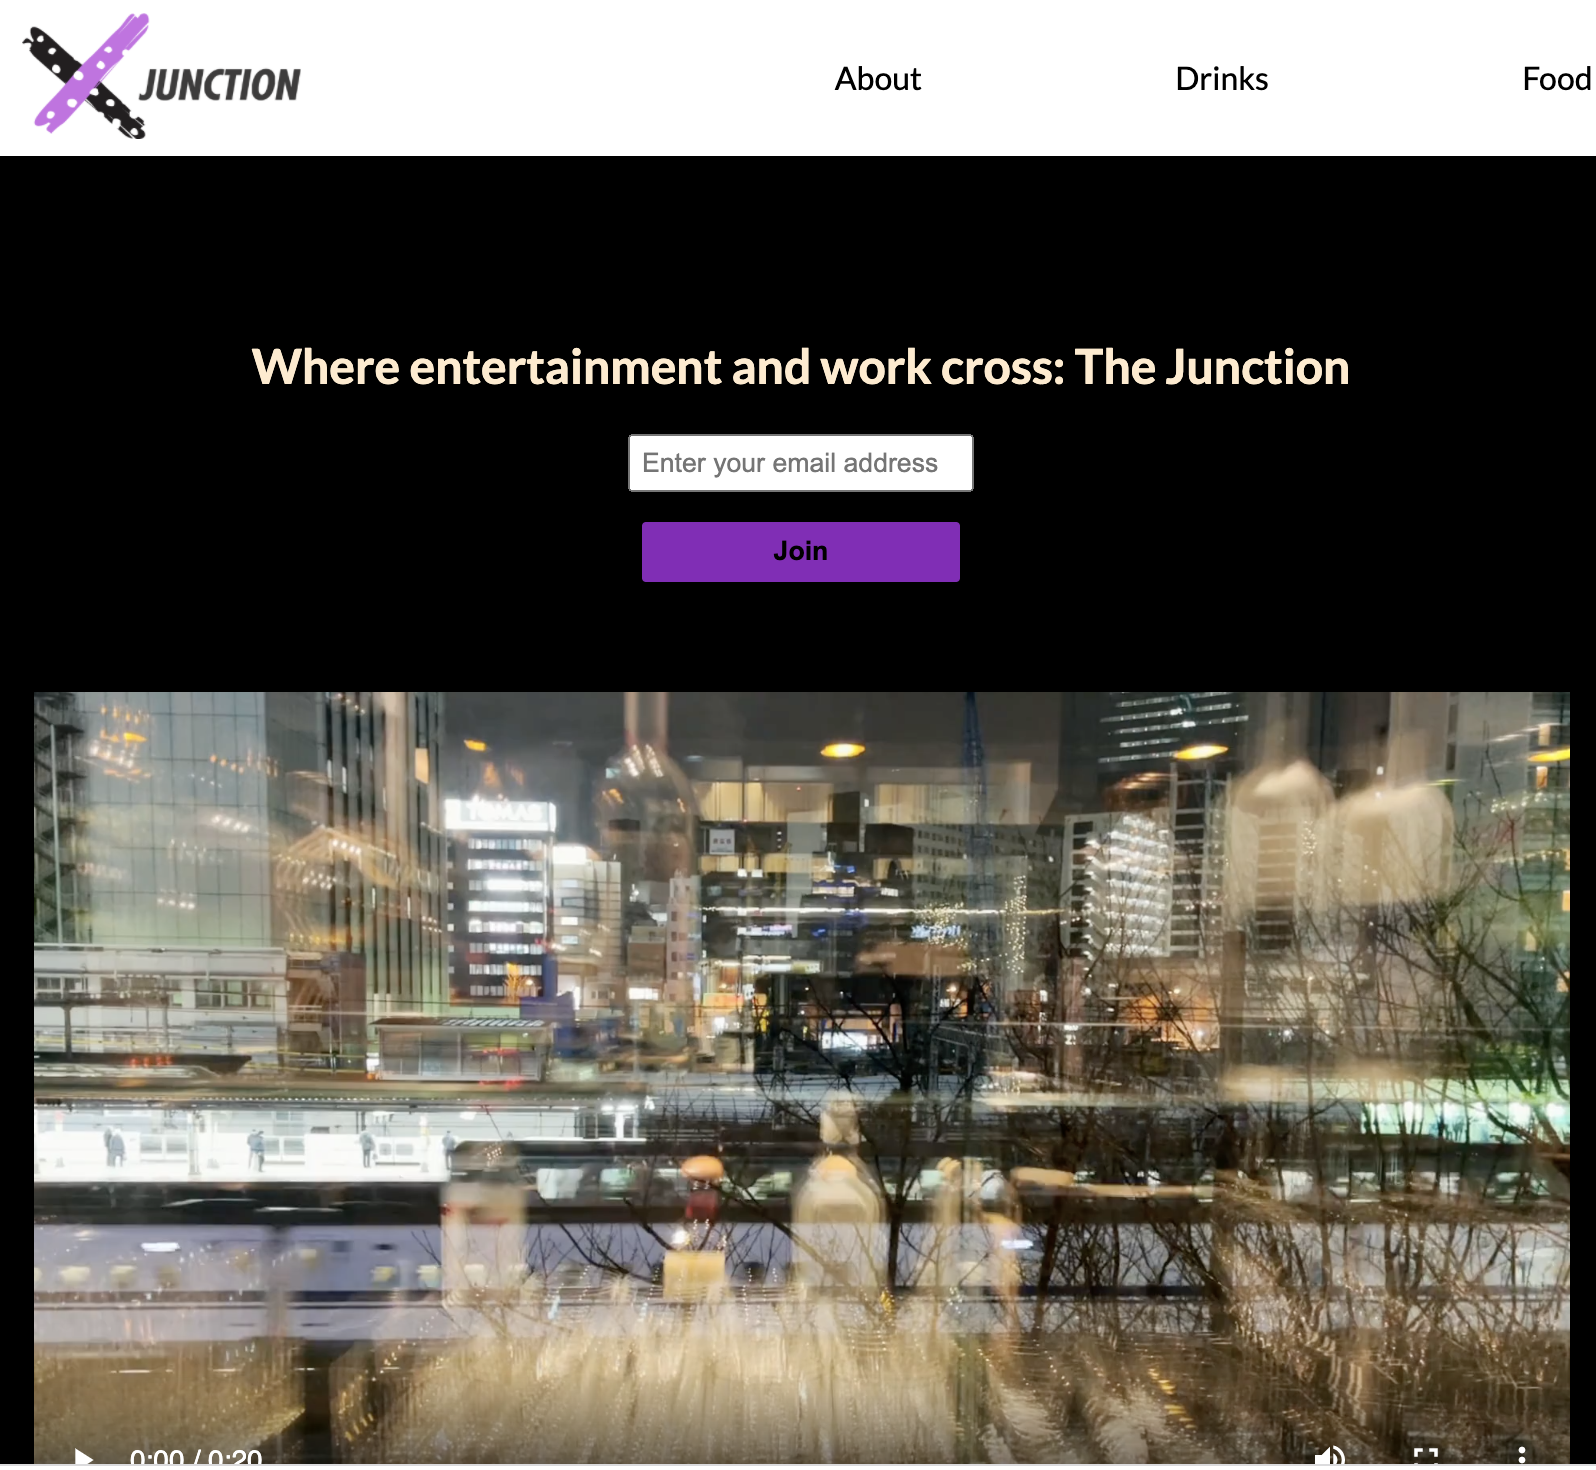 JUNCTION
About
Drinks
Food
Where entertainment and work cross: The Junction
Enter your email address
Join
0:00 / 0:20